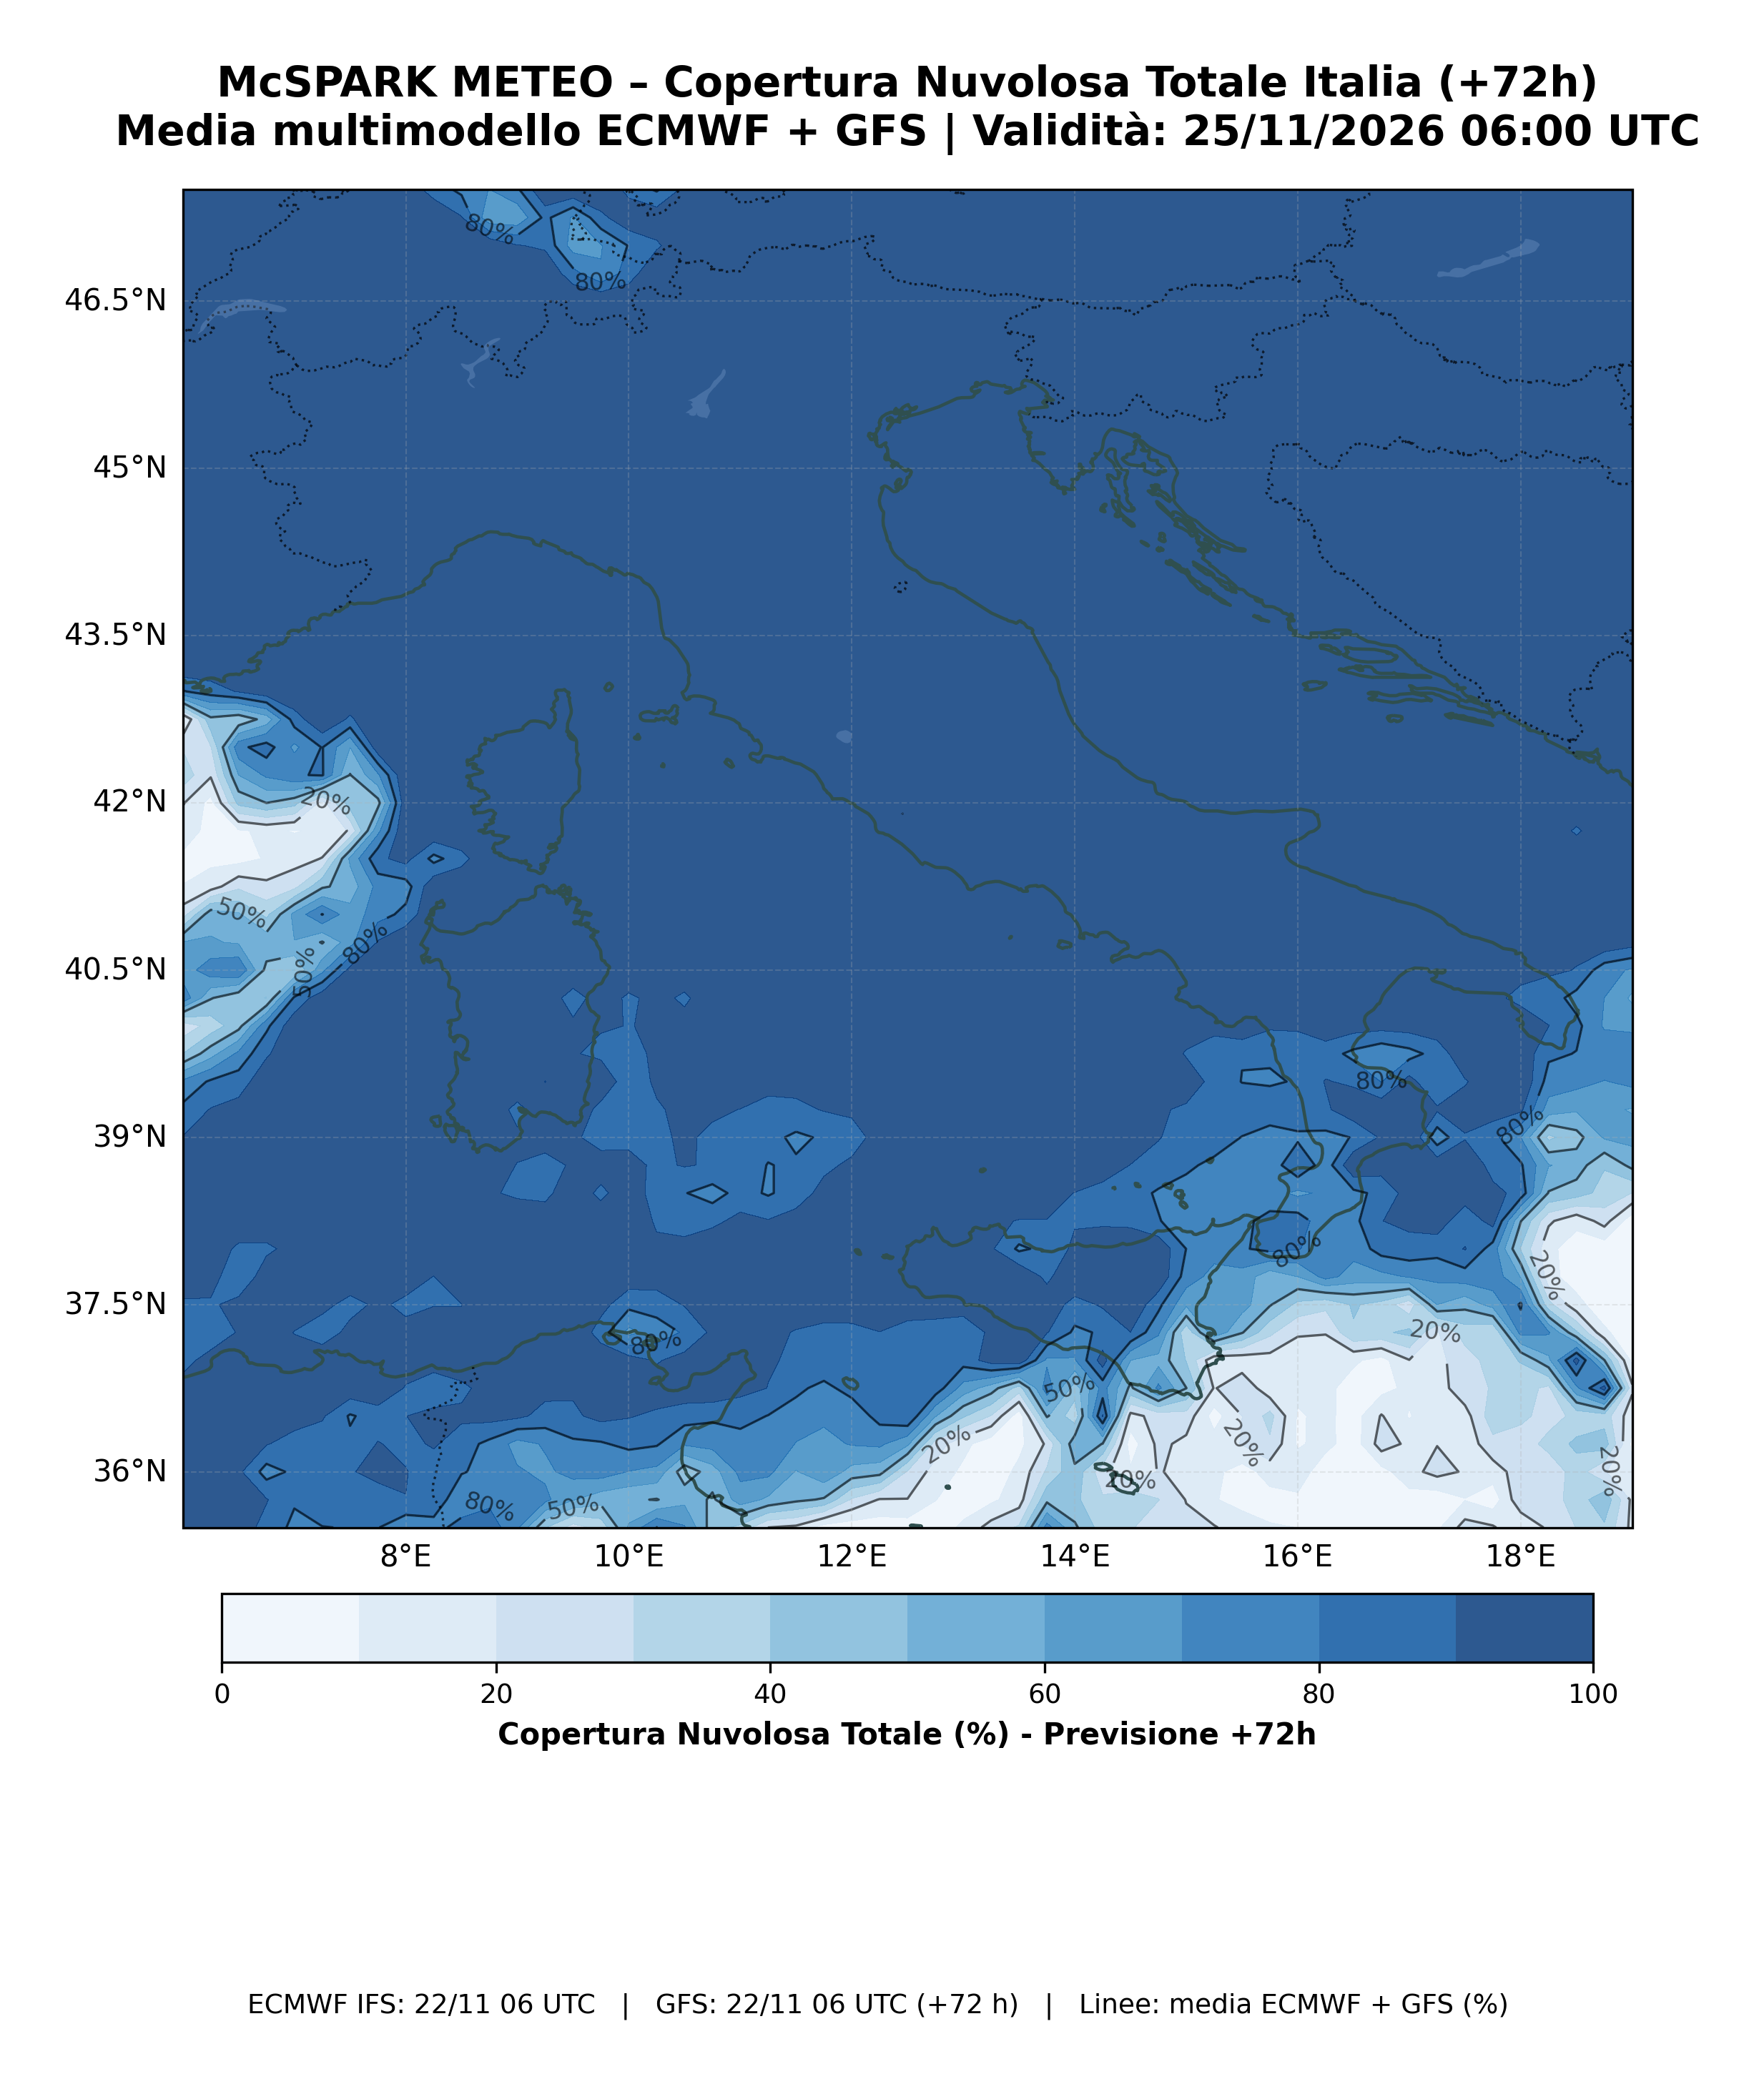 McSPARK METEO – Copertura Nuvolosa Totale Italia (+72h)
Media multimodello ECMWF + GFS | Validità: 25/11/2026 06:00 UTC
80%
80%
46.5°N
45°N
43.5°N
20%
42°N
50%
80%
50%
40.5°N
80%
80%
39°N
80%
20%
37.5°N
80%
20%
50%
20%
20%
20%
20%
36°N
80%
50%
8°E
10°E
12°E
14°E
16°E
18°E
0
20
40
60
80
100
Copertura Nuvolosa Totale (%) - Previsione +72h
ECMWF IFS: 22/11 06 UTC | GFS: 22/11 06 UTC (+72 h) | Linee: media ECMWF + GFS (%)